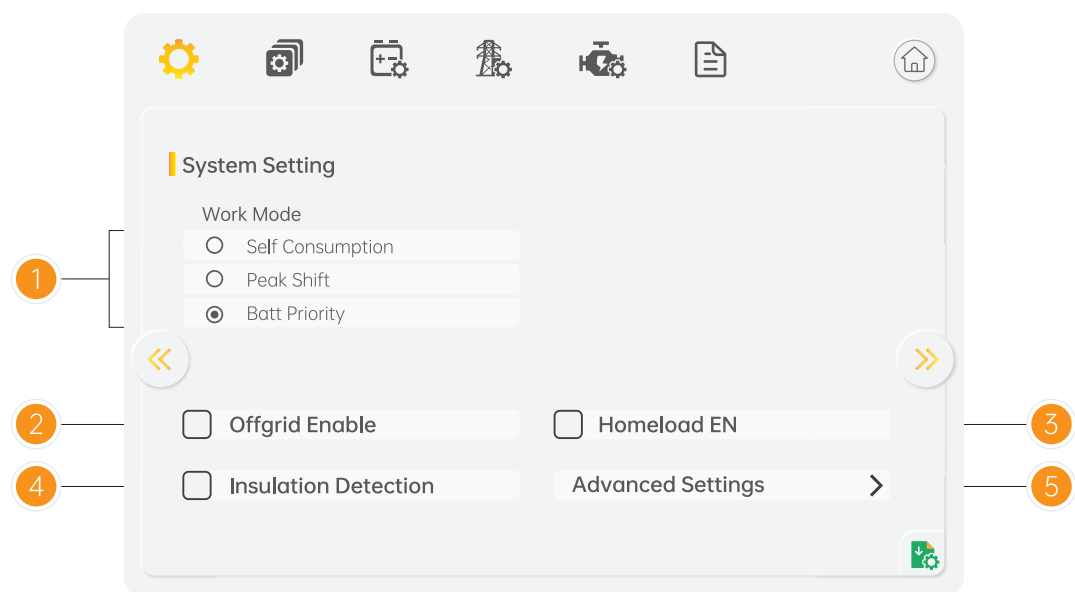 System Setting
Work Mode
Self Consumption
1
Peak Shift
Batt Priority
2
Offgrid Enable
Homeload EN
3
4
Insulation Detection
Advanced Settings
5